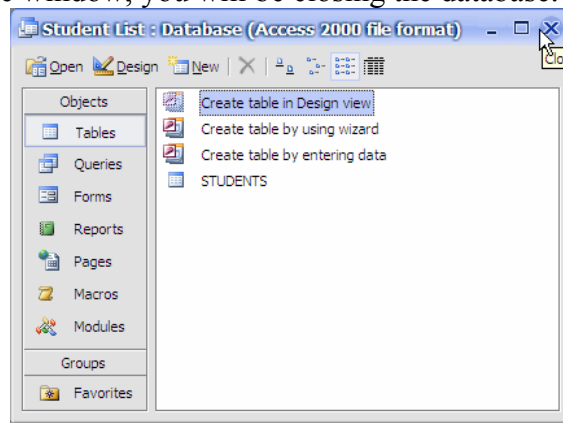 e window, you will be closing the database.
Student List : Database (Access 2000 file format)
Open Design New
Clo
Objects
Tables
Queries
Forms
Reports
Pages
Macros
Modules
Groups
Favorites
Create table in Design view
Create table by using wizard
Create table by entering data
STUDENTS